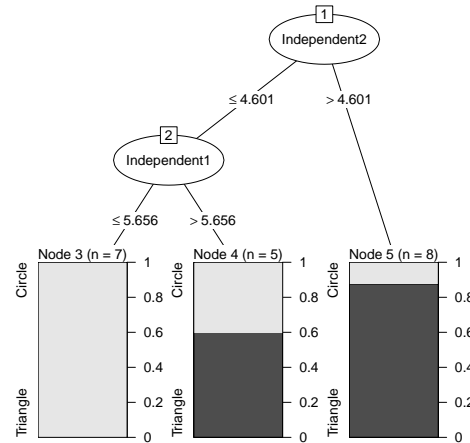 1
Independent2
≤ 4.601
> 4.601
2
Independent1
≤ 5.656
> 5.656
Node 3 (n = 7)
Triangle
Circle
0
0.2
0.4
0.6
0.8
1
Node 4 (n = 5)
Triangle
Circle
0
0.2
0.4
0.6
0.8
1
Node 5 (n = 8)
Triangle
Circle
0
0.2
0.4
0.6
0.8
1